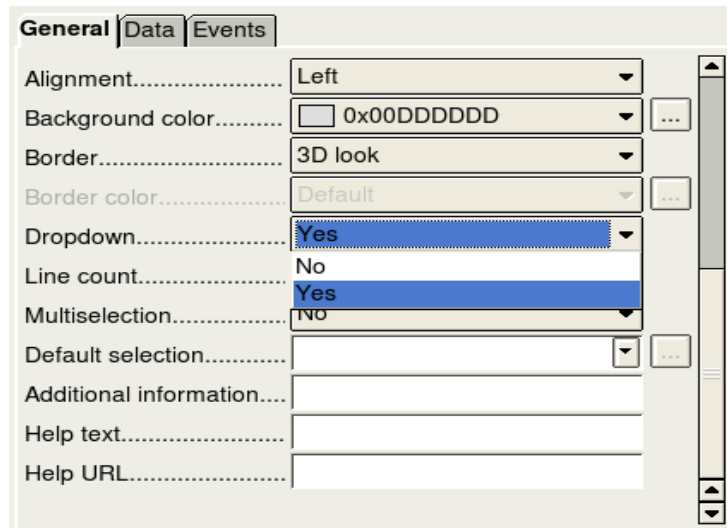 General Data Events
Alignment...................... Left
Background color.......... 0x00DDDDDD ...
Border........................... 3D look
Border color.................. Default ...
Dropdown...................... Yes
No
Line count
Yes
Multiselection................ No
Default selection............ ...
Additional information....
Help text........................
Help URL.......................